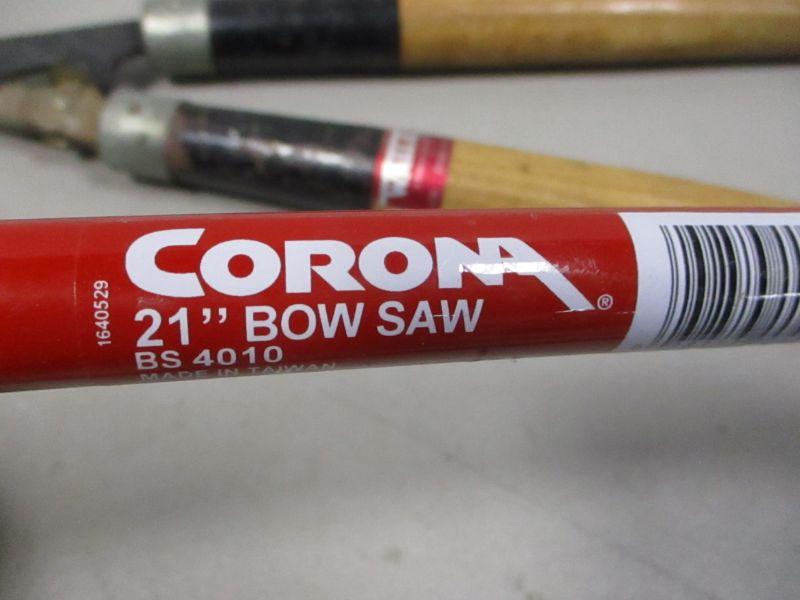 CORONA®
21" BOW SAW
BS 4010
MADE IN TAIWAN
1640529